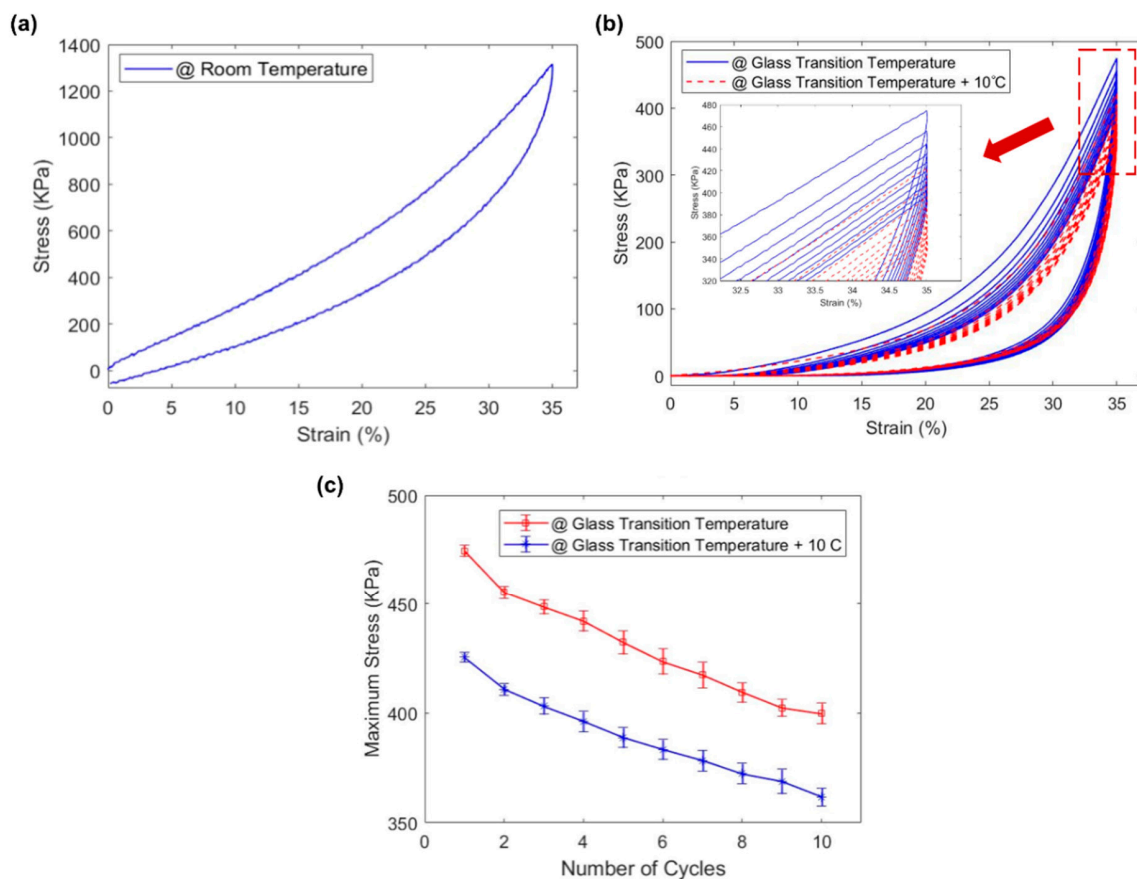 (a)
1400
1200
1000
800
600
400
200
0
Stress (KPa)
@ Room Temperature
0 5 10 15 20 25 30 35
Strain (%)
(b)
500
400
300
200
100
0
Stress (KPa)
@ Glass Transition Temperature
@ Glass Transition Temperature + 10°C
480
460
440
420
400
380
360
340
320
Stress (KPa)
32.5 33 33.5 34 34.5 35
Strain (%)
0 5 10 15 20 25 30 35
Strain (%)
(c)
500
450
400
350
Maximum Stress (KPa)
@ Glass Transition Temperature
@ Glass Transition Temperature + 10 C
0 2 4 6 8 10
Number of Cycles